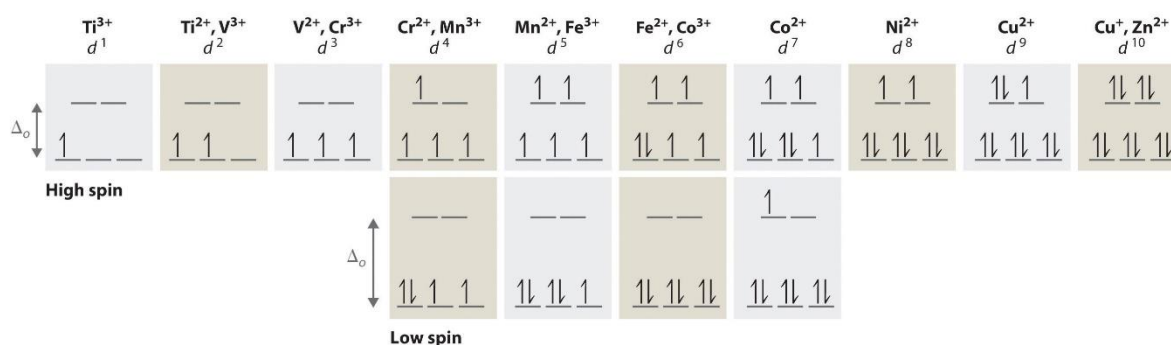 Ti³⁺ Ti²⁺, V³⁺ V²⁺, Cr³⁺ Cr²⁺, Mn³⁺ Mn²⁺, Fe³⁺ Fe²⁺, Co³⁺ Co²⁺ Ni²⁺ Cu²⁺ Cu⁺, Zn²⁺
d¹ d² d³ d⁴ d⁵ d⁶ d⁷ d⁸ d⁹ d¹⁰
Δₒ
High spin
Δₒ
Low spin